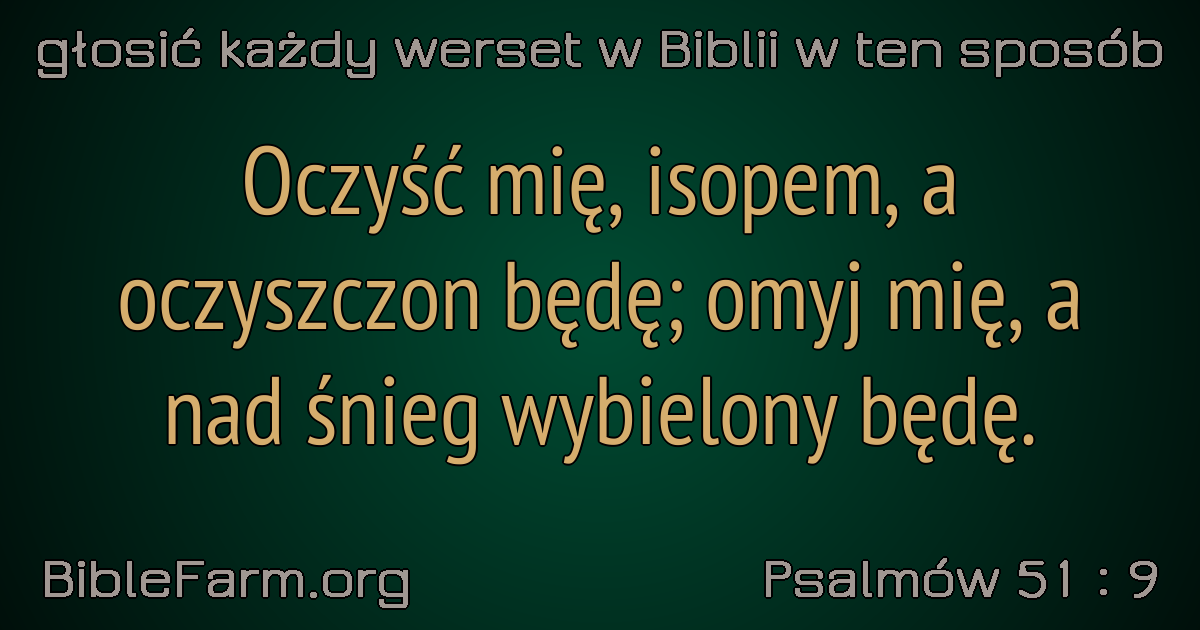 głosić każdy werset w Biblii w ten sposób
Oczyść mię, isopem, a
oczyszczon będę; omyj mię, a
nad śnieg wybielony będę.
BibleFarm.org
Psalmów 51 : 9